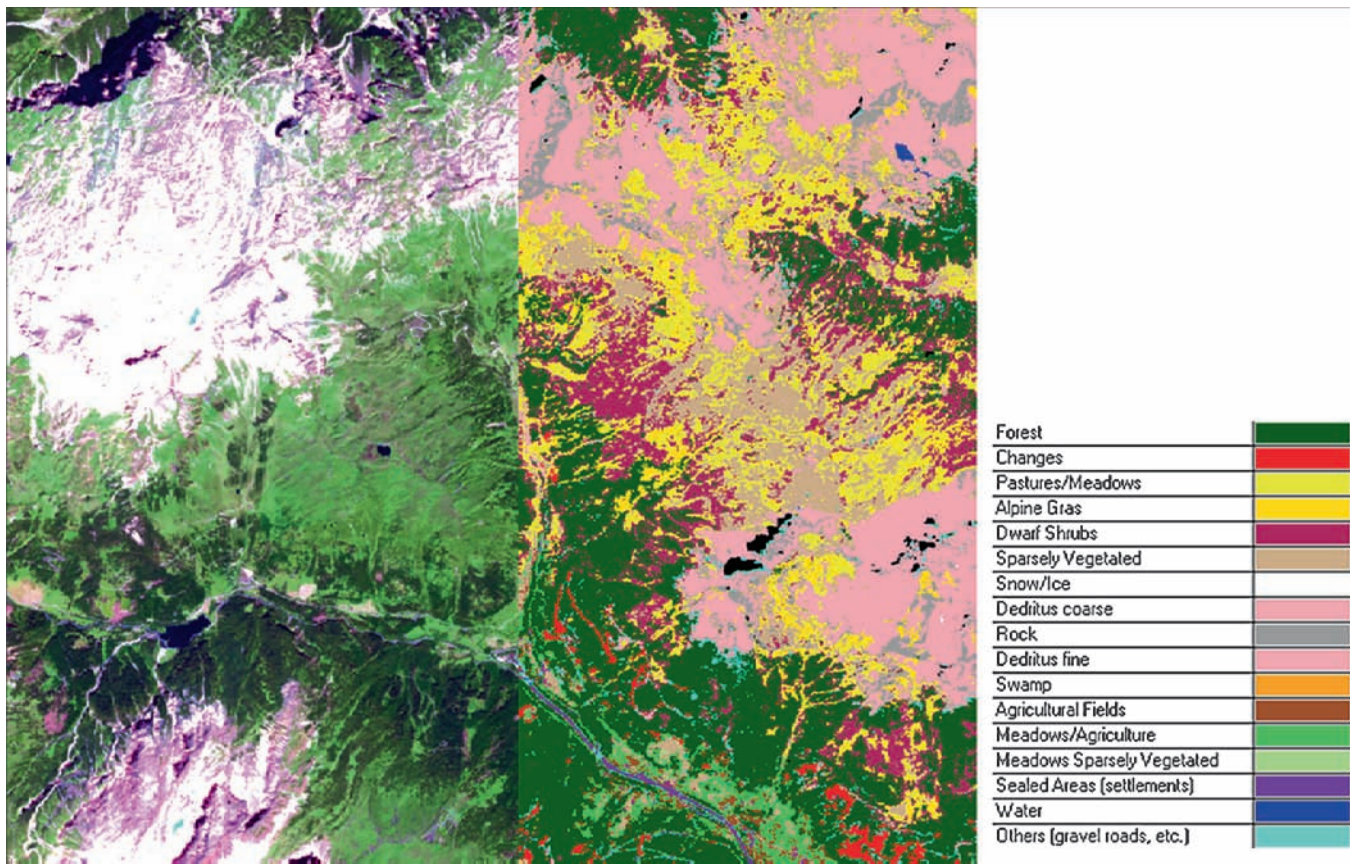 Forest
Changes
Pastures/Meadows
Alpine Gras
Dwarf Shrubs
Sparsely Vegetated
Snow/Ice
Dedritus coarse
Rock
Dedritus fine
Swamp
Agricultural Fields
Meadows/Agriculture
Meadows Sparsely Vegetated
Sealed Areas (settlements)
Water
Others (gravel roads, etc.)